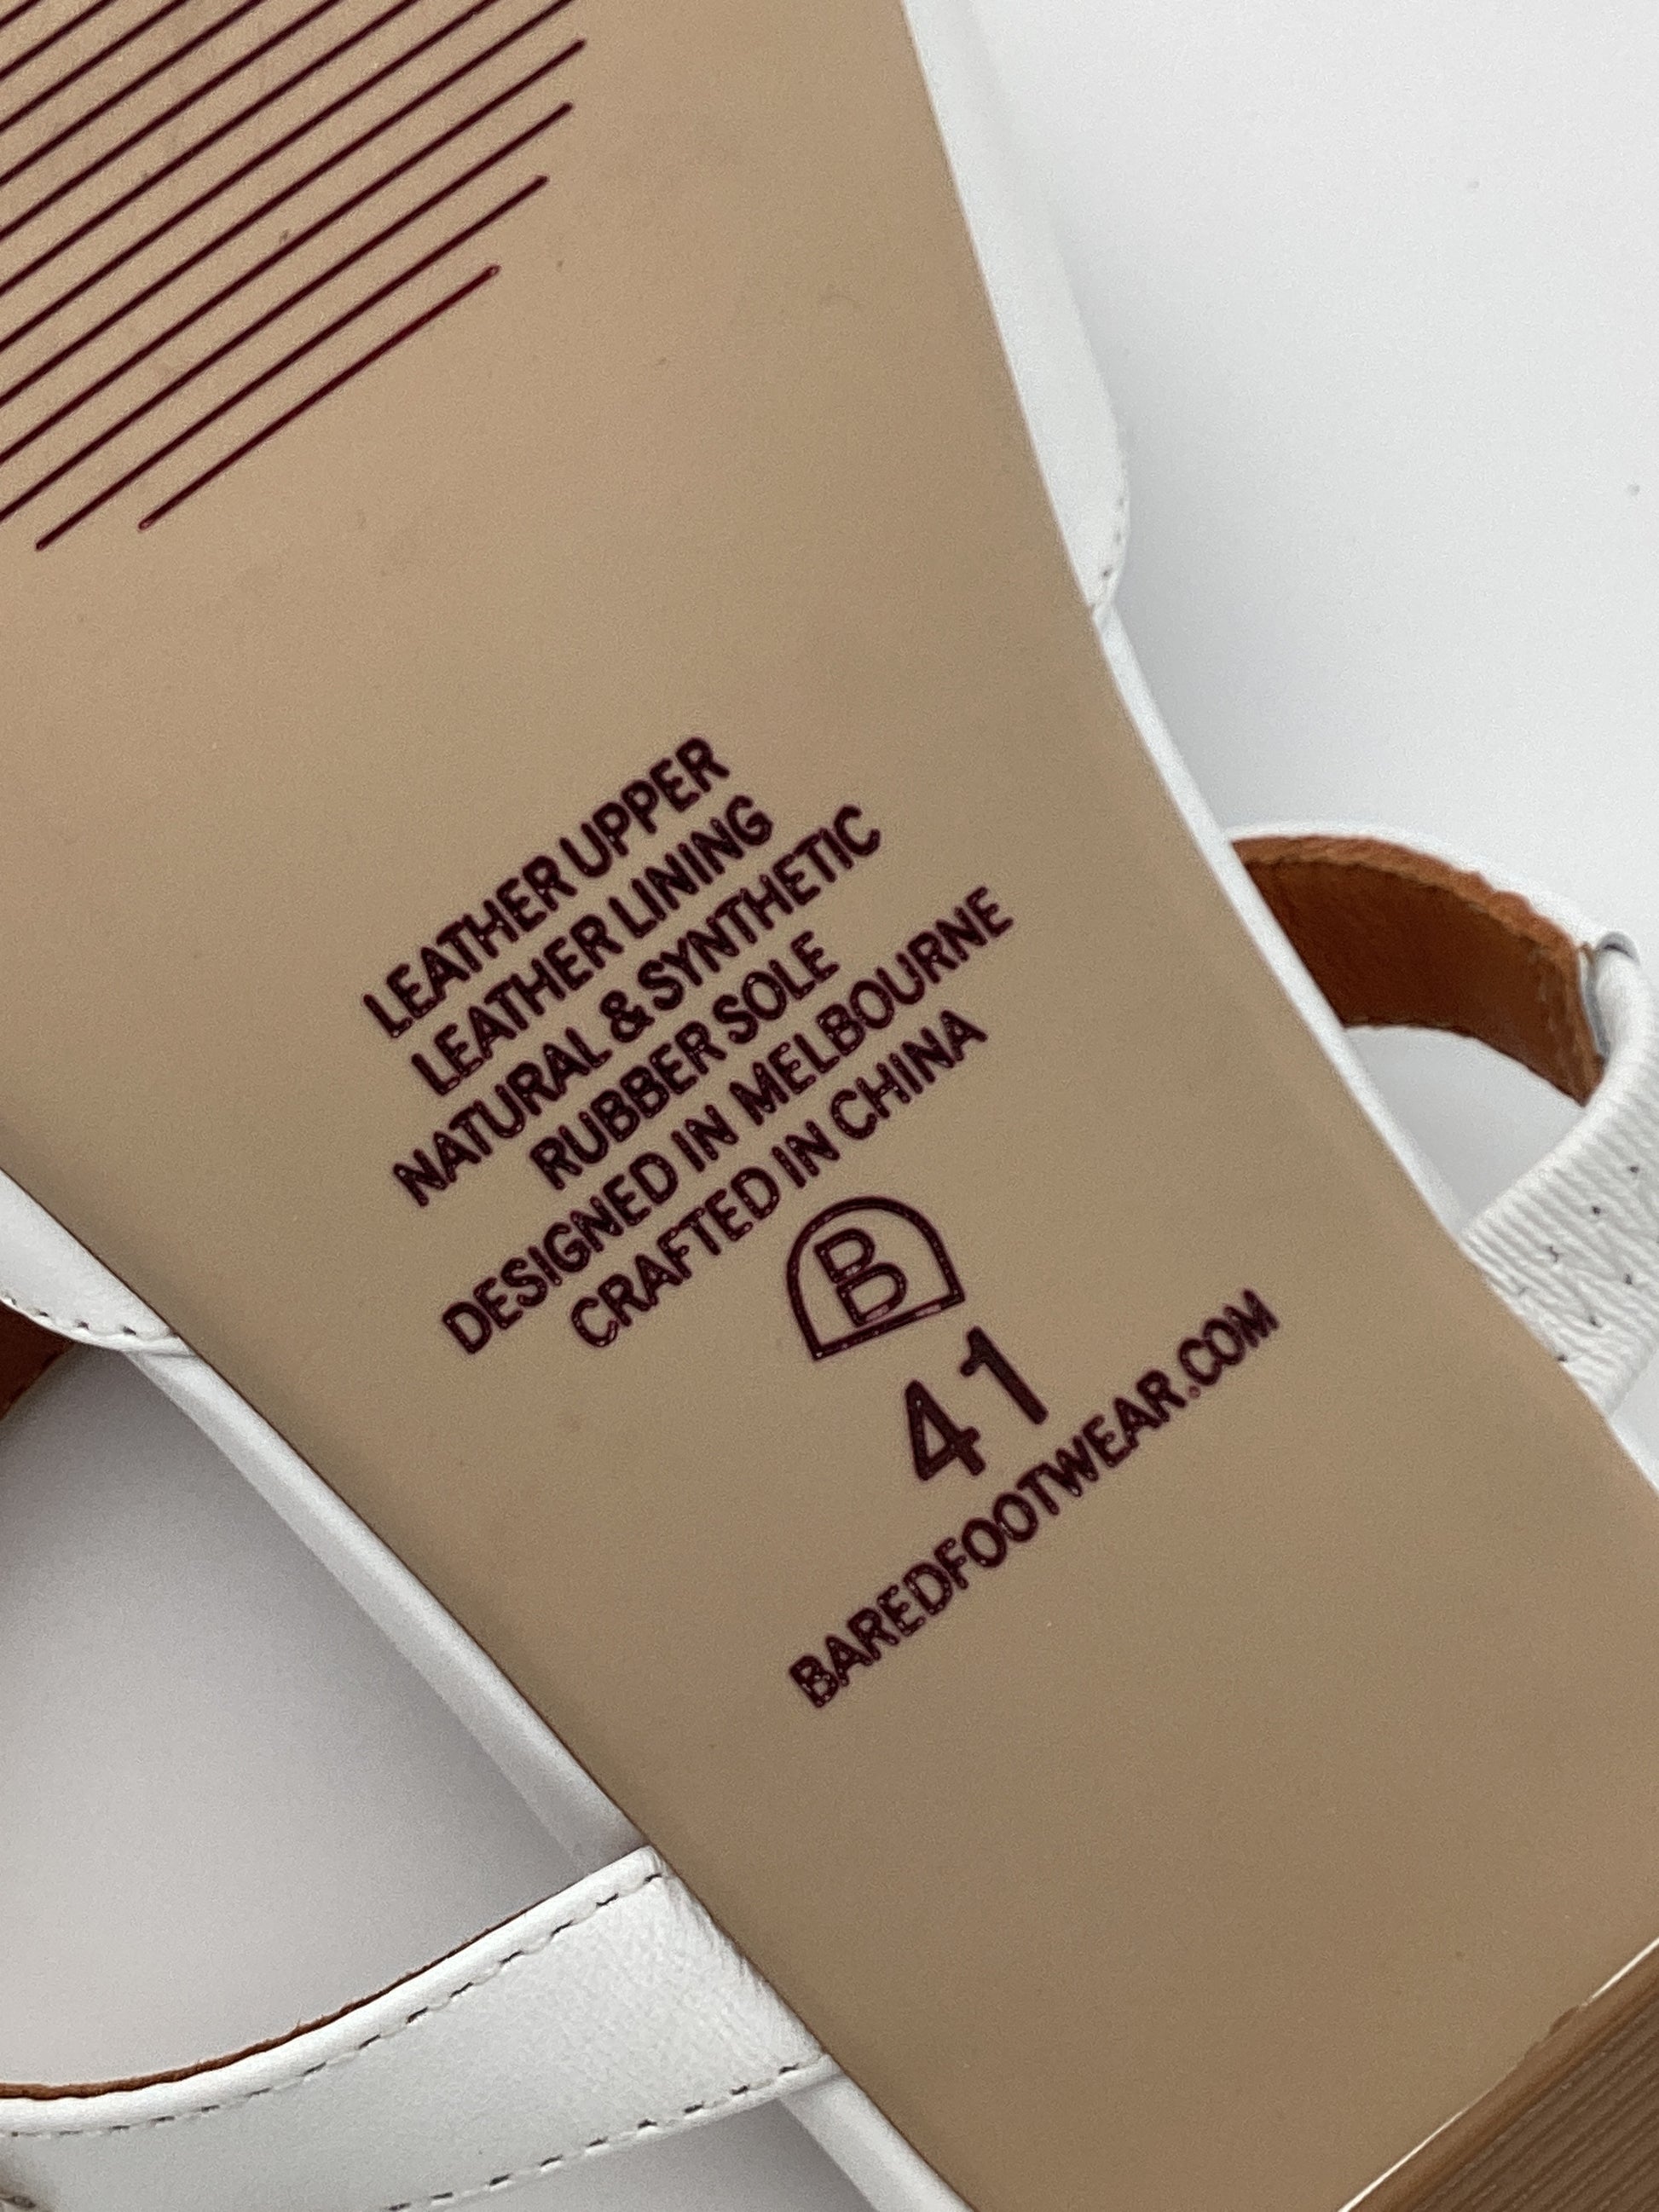 LEATHER UPPER
LEATHER LINING
NATURAL & SYNTHETIC
RUBBER SOLE
DESIGNED IN MELBOURNE
CRAFTED IN CHINA
B
41
BAREDFOOTWEAR.COM